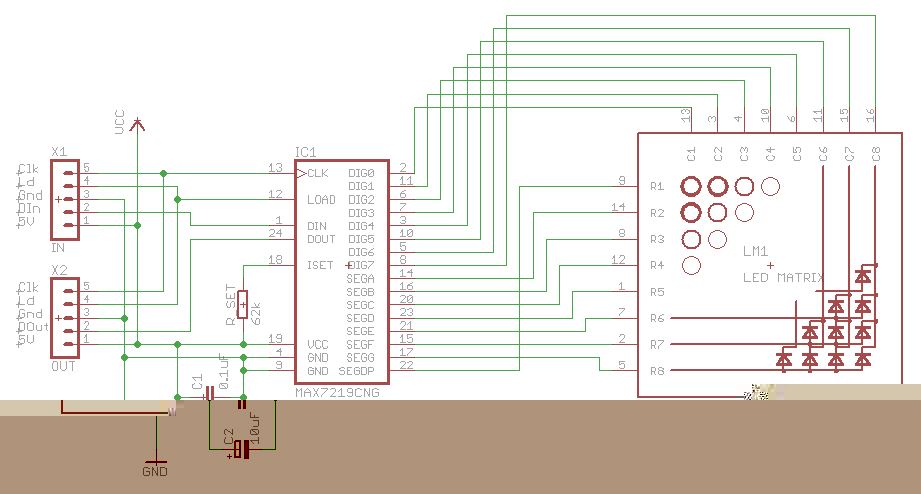 VCC
X1
Clk 5
Ld 4
Gnd 3
DIn 2
5V 1
IN
X2
Clk 5
Ld 4
Gnd 3
DOut 2
5V 1
OUT
IC1
13 CLK
12 LOAD
1 DIN
24 DOUT
18 ISET
19 VCC
4 GND
9 GND
DIG0 2
DIG1 11
DIG2 6
DIG3 7
DIG4 3
DIG5 10
DIG6 5
DIG7 8
SEGA 14
SEGB 16
SEGC 20
SEGD 23
SEGE 21
SEGF 15
SEGG 17
SEGDP 22
MAX7219CNG
R_SET
62k
C1
0.1uF
C2
10uF
GND
13 3 4 10 6 11 15 16
C1 C2 C3 C4 C5 C6 C7 C8
9 R1
14 R2
8 R3
12 R4
1 R5
7 R6
2 R7
5 R8
LM1
LED MATRIX